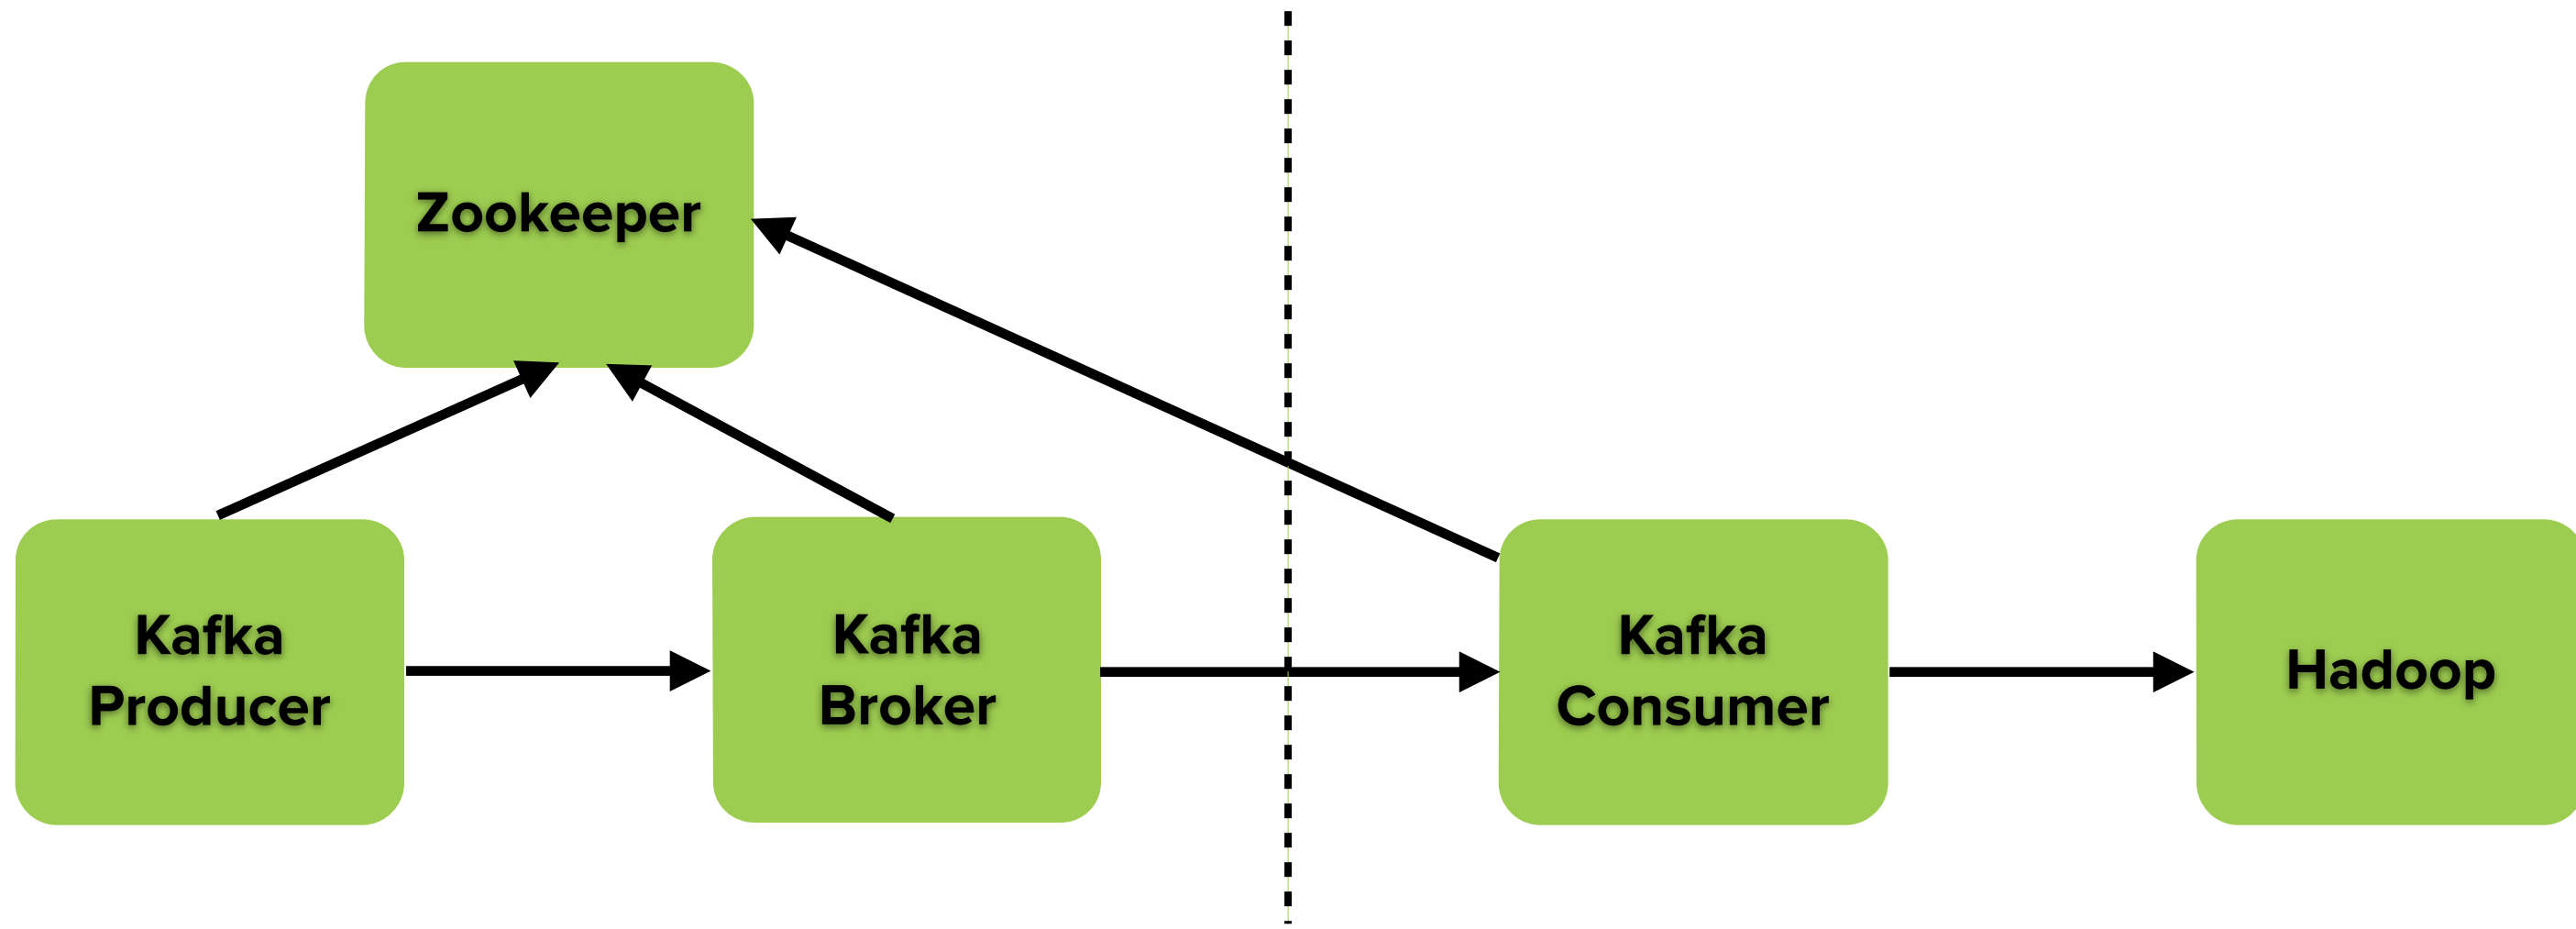 Zookeeper
Kafka
Producer
Kafka
Broker
Kafka
Consumer
Hadoop